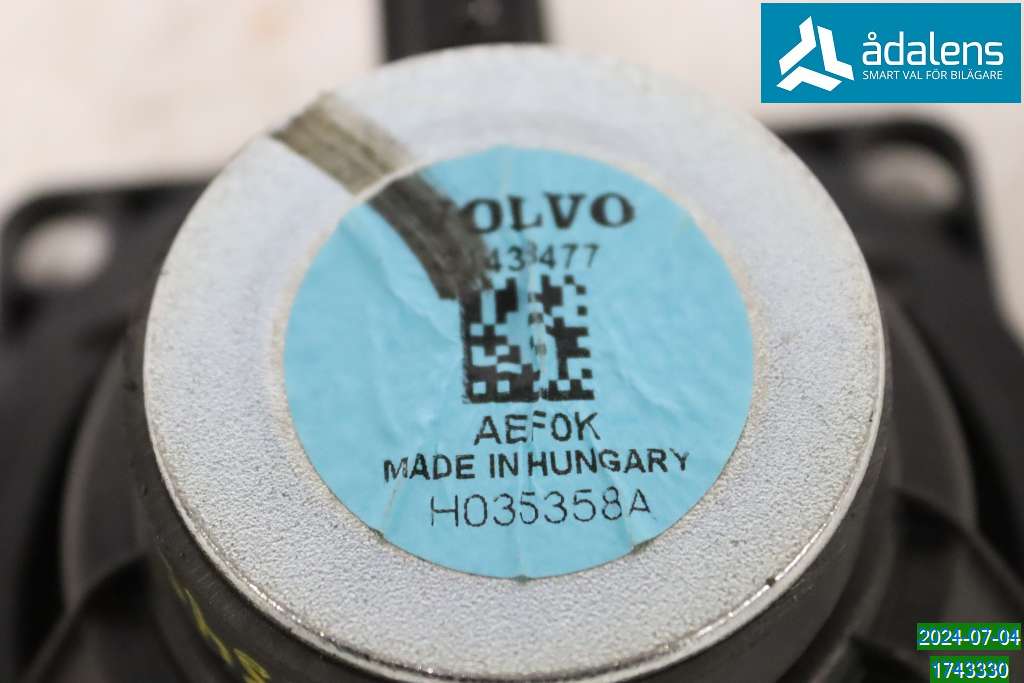 ådalens
SMART VAL FÖR BILÄGARE
VOLVO
AEF0K
MADE IN HUNGARY
H035358A
2024-07-04
1743330